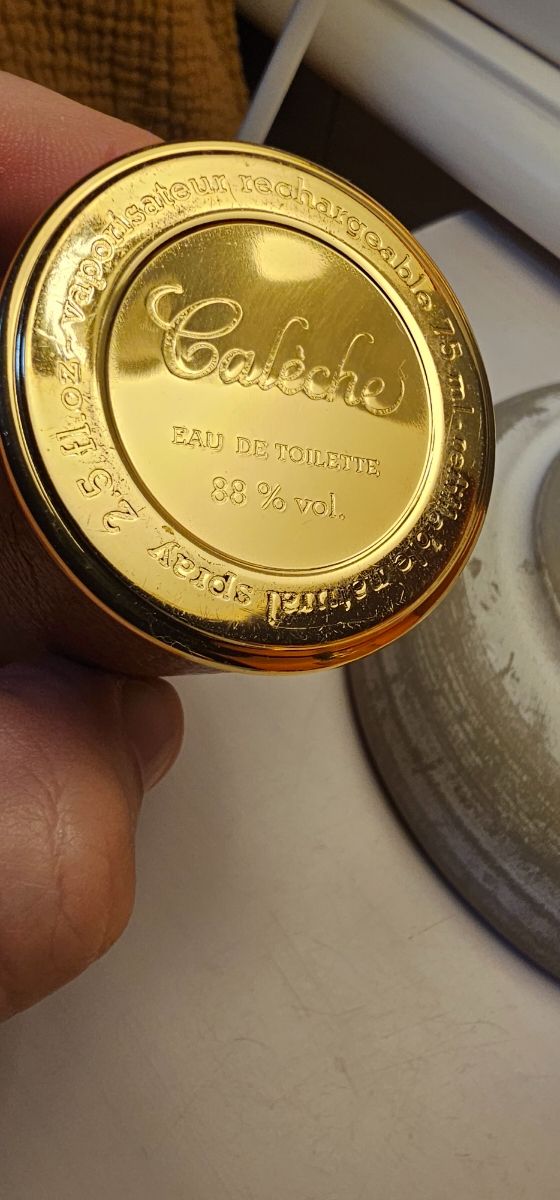 Calèche
EAU DE TOILETTE
88 % vol.
vaporisateur rechargeable 75 ml - refillable natural spray 2.5 fl.oz -